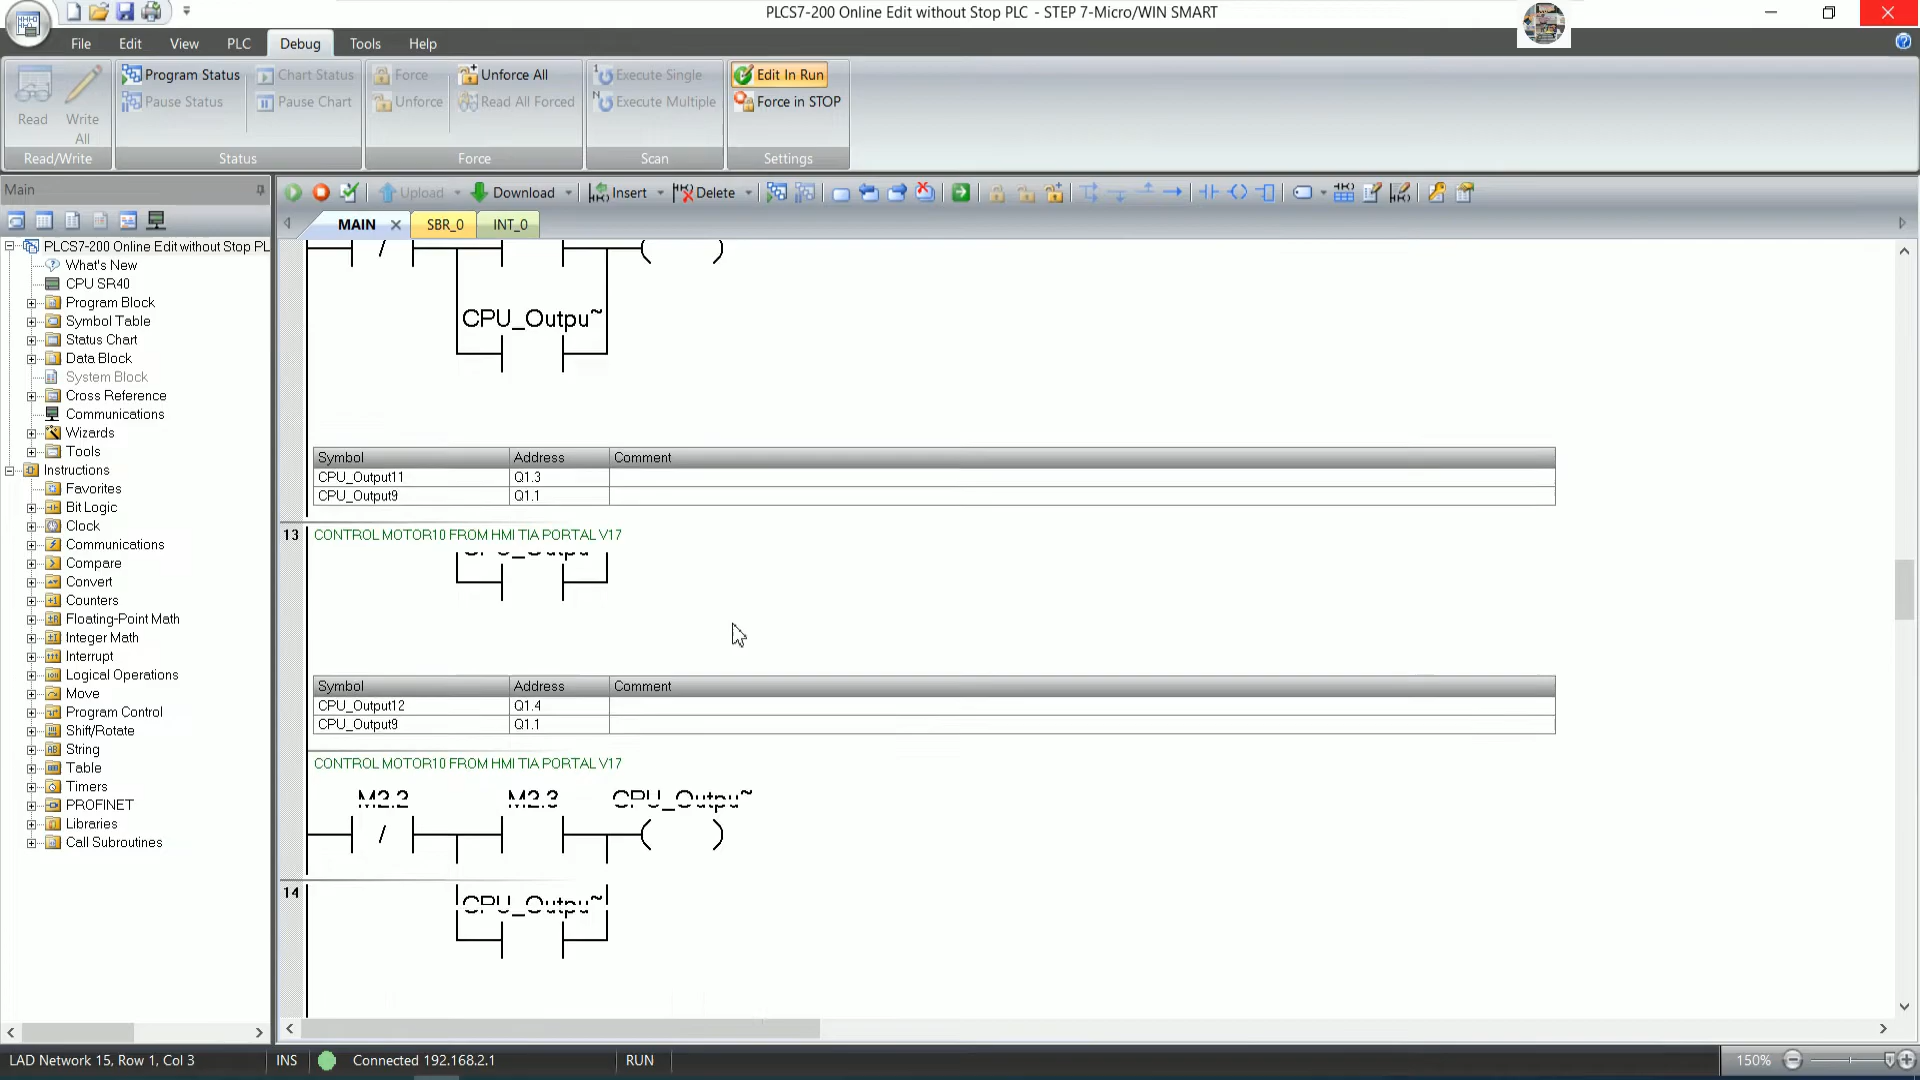 PLCS7-200 Online Edit without Stop PLC - STEP 7-Micro/WIN SMART
File Edit View PLC Debug Tools Help
Read
Write All
Read/Write
Program Status
Pause Status
Chart Status
Pause Chart
Status
Force
Unforce
Unforce All
Read All Forced
Force
Execute Single
Execute Multiple
Scan
Edit In Run
Force in STOP
Settings
Main
Upload Download Insert Delete
MAIN SBR_0 INT_0
PLCS7-200 Online Edit without Stop PL
What's New
CPU SR40
Program Block
Symbol Table
Status Chart
Data Block
System Block
Cross Reference
Communications
Wizards
Tools
Instructions
Favorites
Bit Logic
Clock
Communications
Compare
Convert
Counters
Floating-Point Math
Integer Math
Interrupt
Logical Operations
Move
Program Control
Shift/Rotate
String
Table
Timers
PROFINET
Libraries
Call Subroutines
CPU_Outpu~
Symbol Address Comment
CPU_Output11 Q1.3
CPU_Output9 Q1.1
13 CONTROL MOTOR10 FROM HMI TIA PORTAL V17
CPU_Outpu
Symbol Address Comment
CPU_Output12 Q1.4
CPU_Output9 Q1.1
CONTROL MOTOR10 FROM HMI TIA PORTAL V17
M2.2 M2.3 CPU_Outpu~
14
CPU_Outpu~
LAD Network 15, Row 1, Col 3 INS Connected 192.168.2.1 RUN 150%